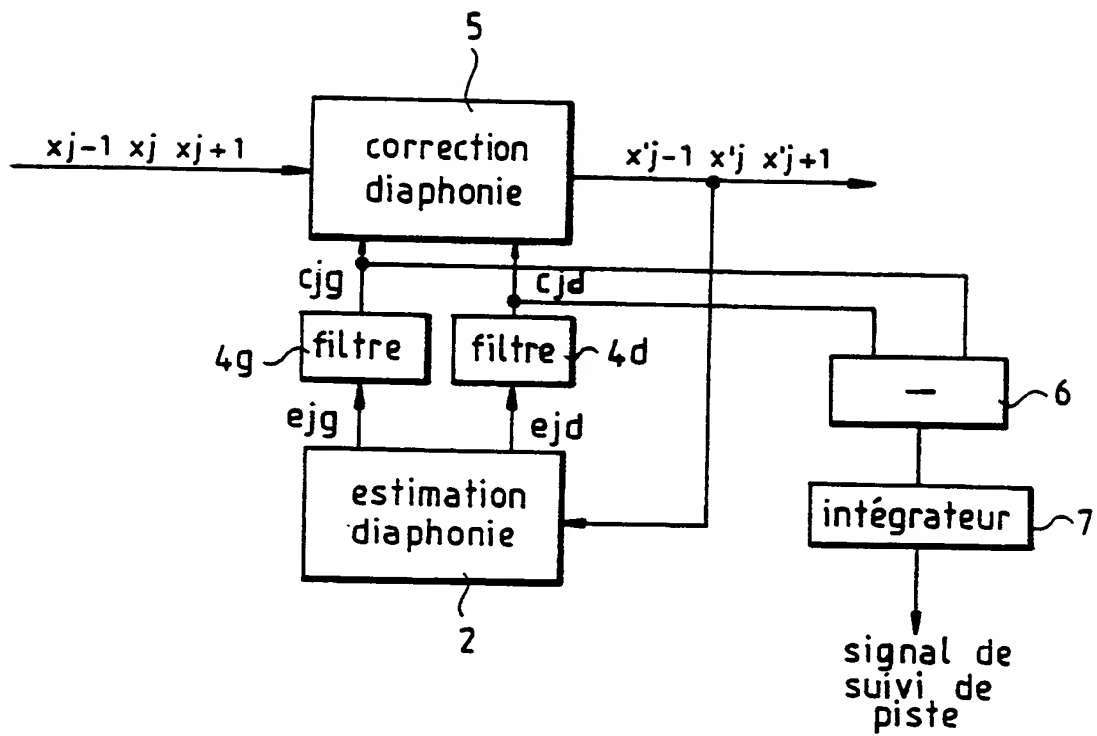 5
xj-1 xj xj+1
correction
diaphonie
x'j-1 x'j x'j+1
cjg
cjd
4g
filtre
filtre
4d
—
6
ejg
ejd
estimation
diaphonie
intégrateur
7
2
signal de
suivi de
piste